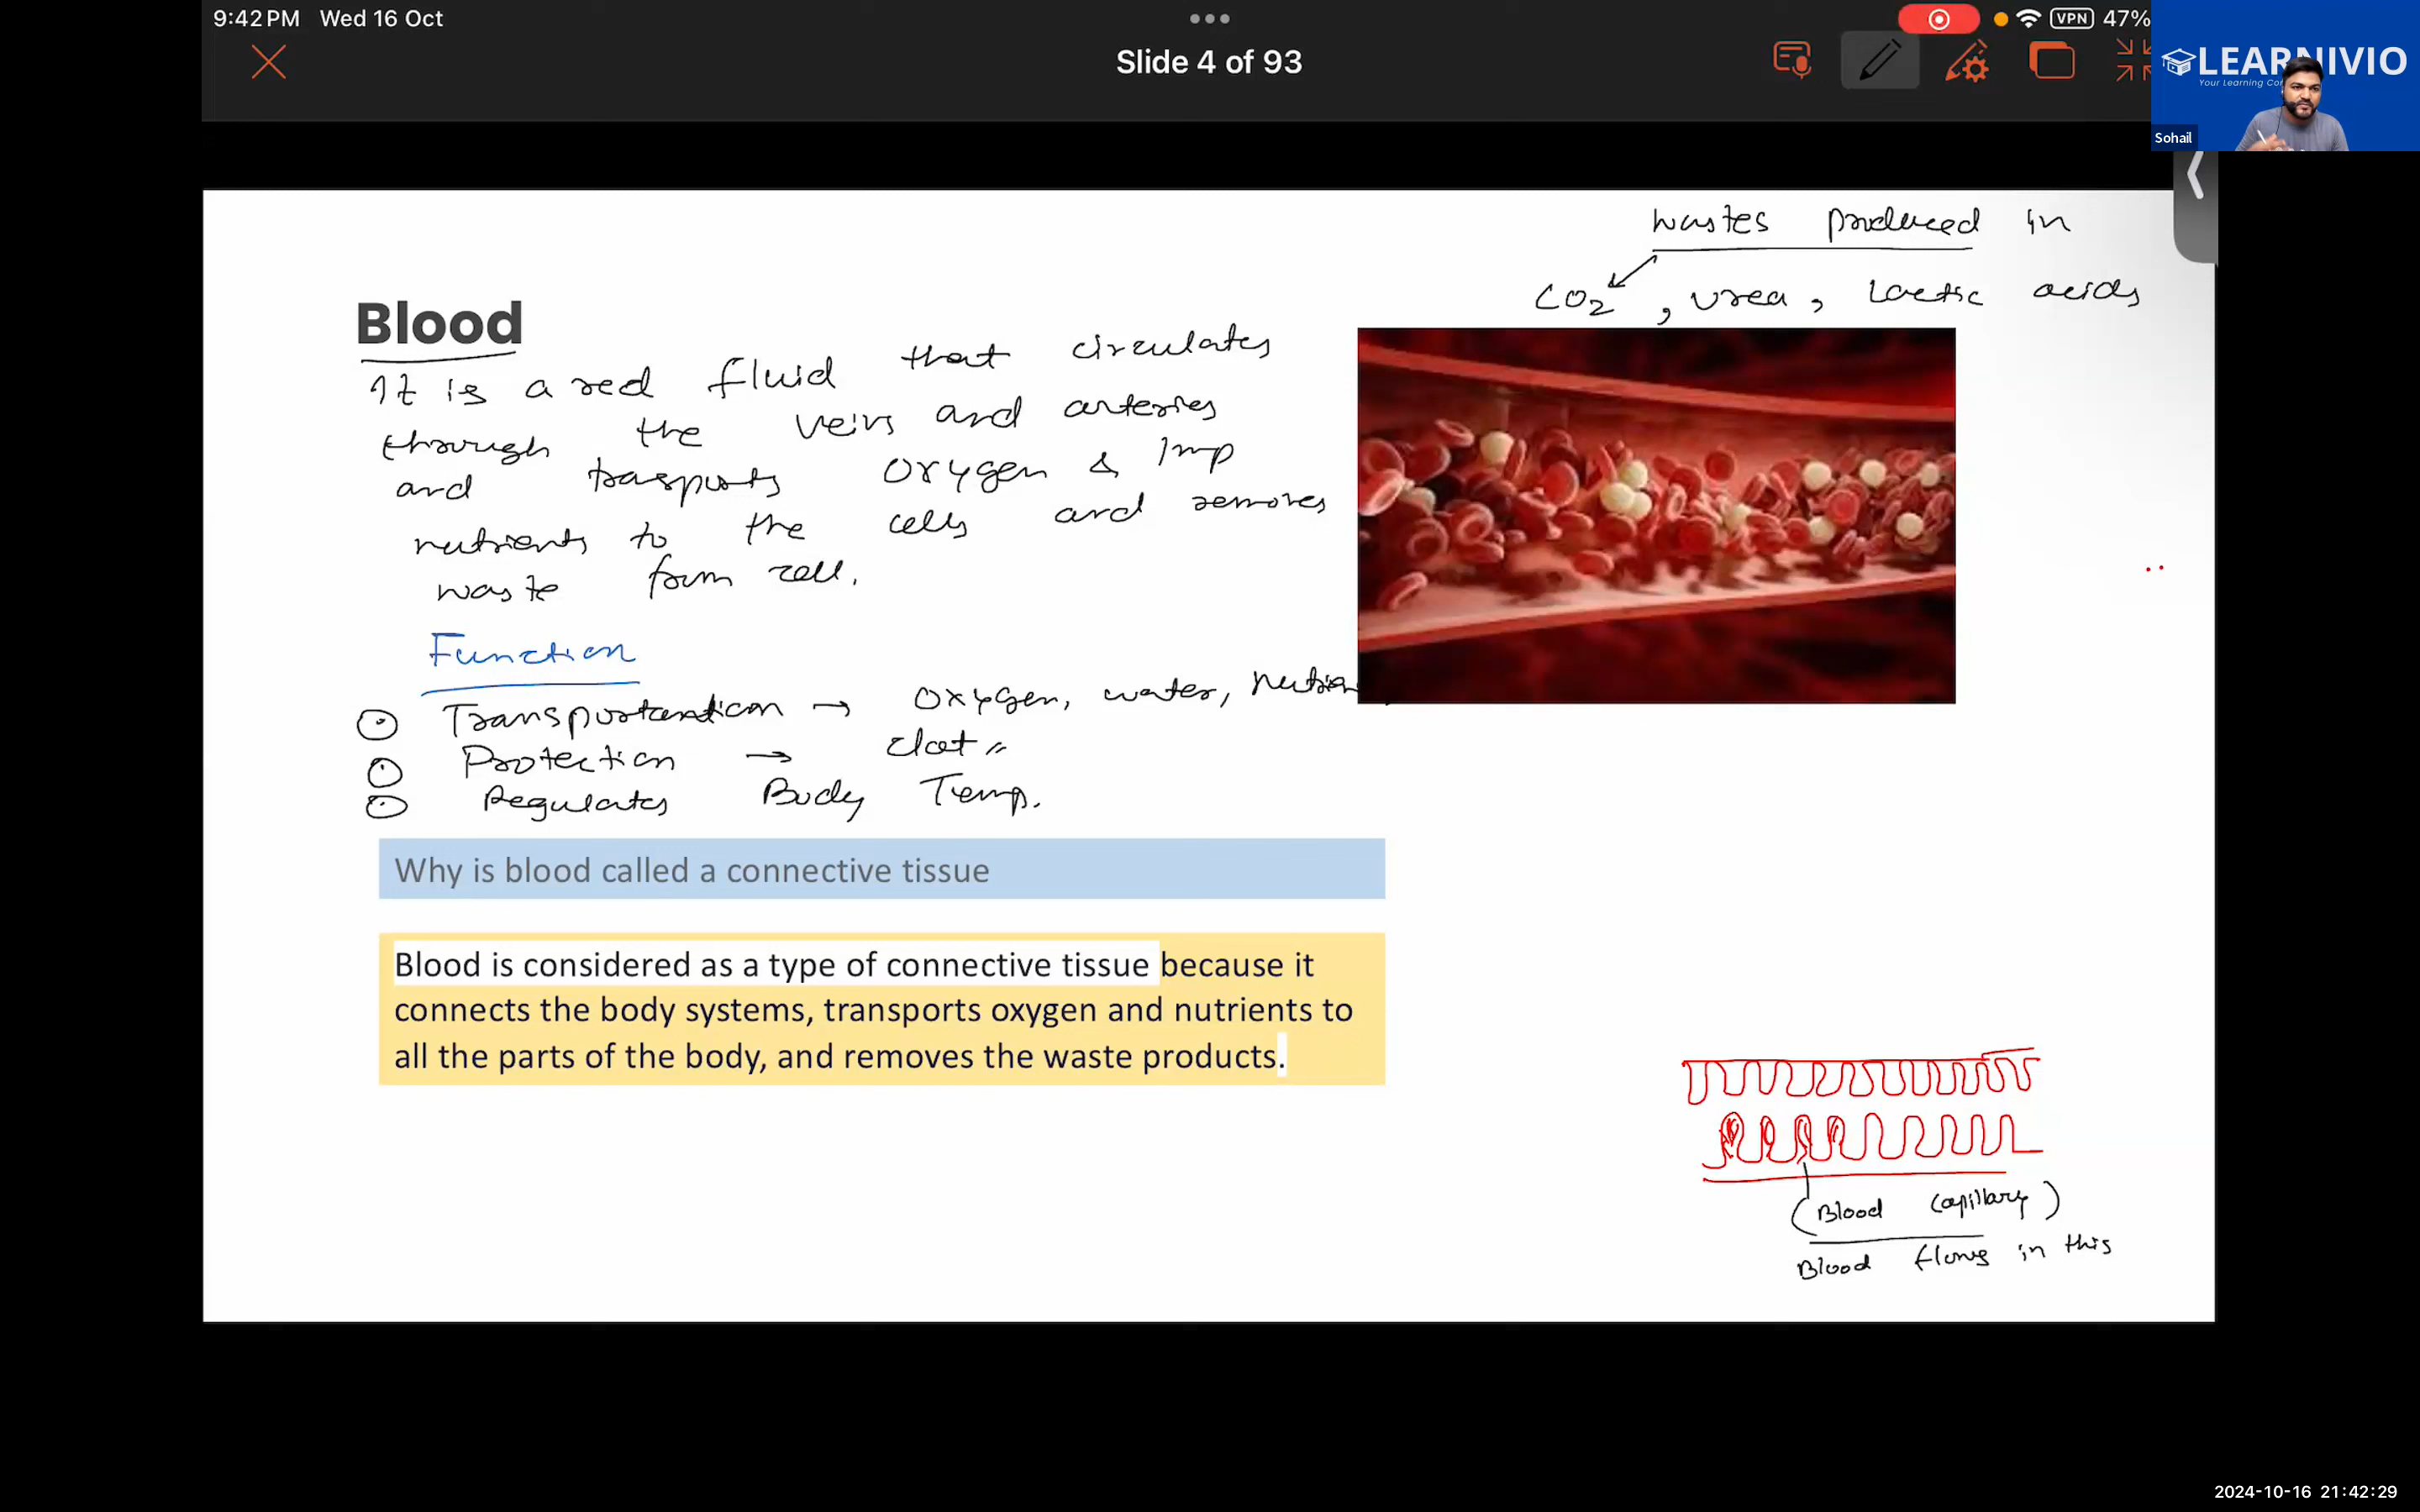 9:42 PM Wed 16 Oct
VPN 47%
Slide 4 of 93
LEARNIVIO
Sohail
wastes produced in
CO2, urea, Lactic acids
Blood
It is a red fluid that circulates
through the veins and arteries
and trasports oxygen & Imp
nutrients to the cells and removes
waste form cell.
Function
Transportantion → Oxygen, water, Nutrien
Protection → clot
Regulates Body Temp.
Why is blood called a connective tissue
Blood is considered as a type of connective tissue because it
connects the body systems, transports oxygen and nutrients to
all the parts of the body, and removes the waste products.
(Blood Capillary)
Blood flows in this
2024-10-16 21:42:29